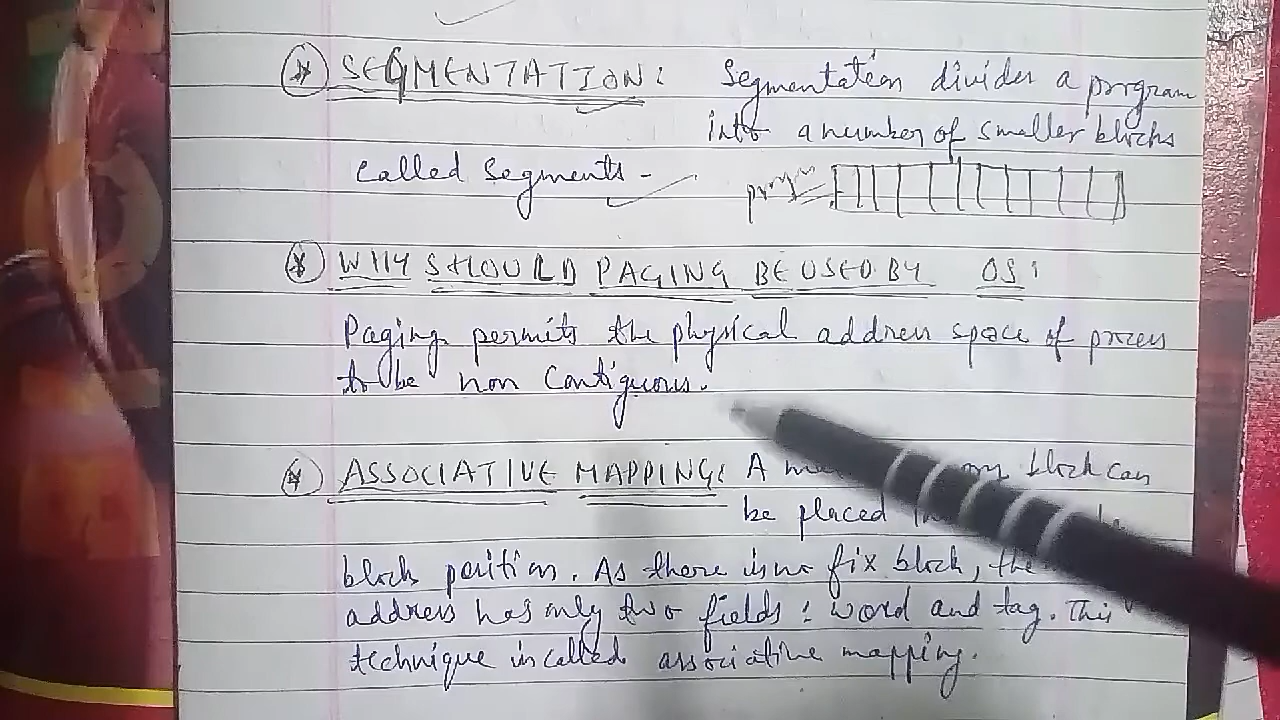 * SEGMENTATION: Segmentation divides a program
into a number of smaller blocks
called segments -
program
* WHY SHOULD PAGING BE USED BY OS:
Paging permits the physical address space of process
to be non contiguous.
* ASSOCIATIVE MAPPING: A block can
be placed
block position. As there is no fix block, the
address has only two fields : word and tag. This
technique is called associative mapping.